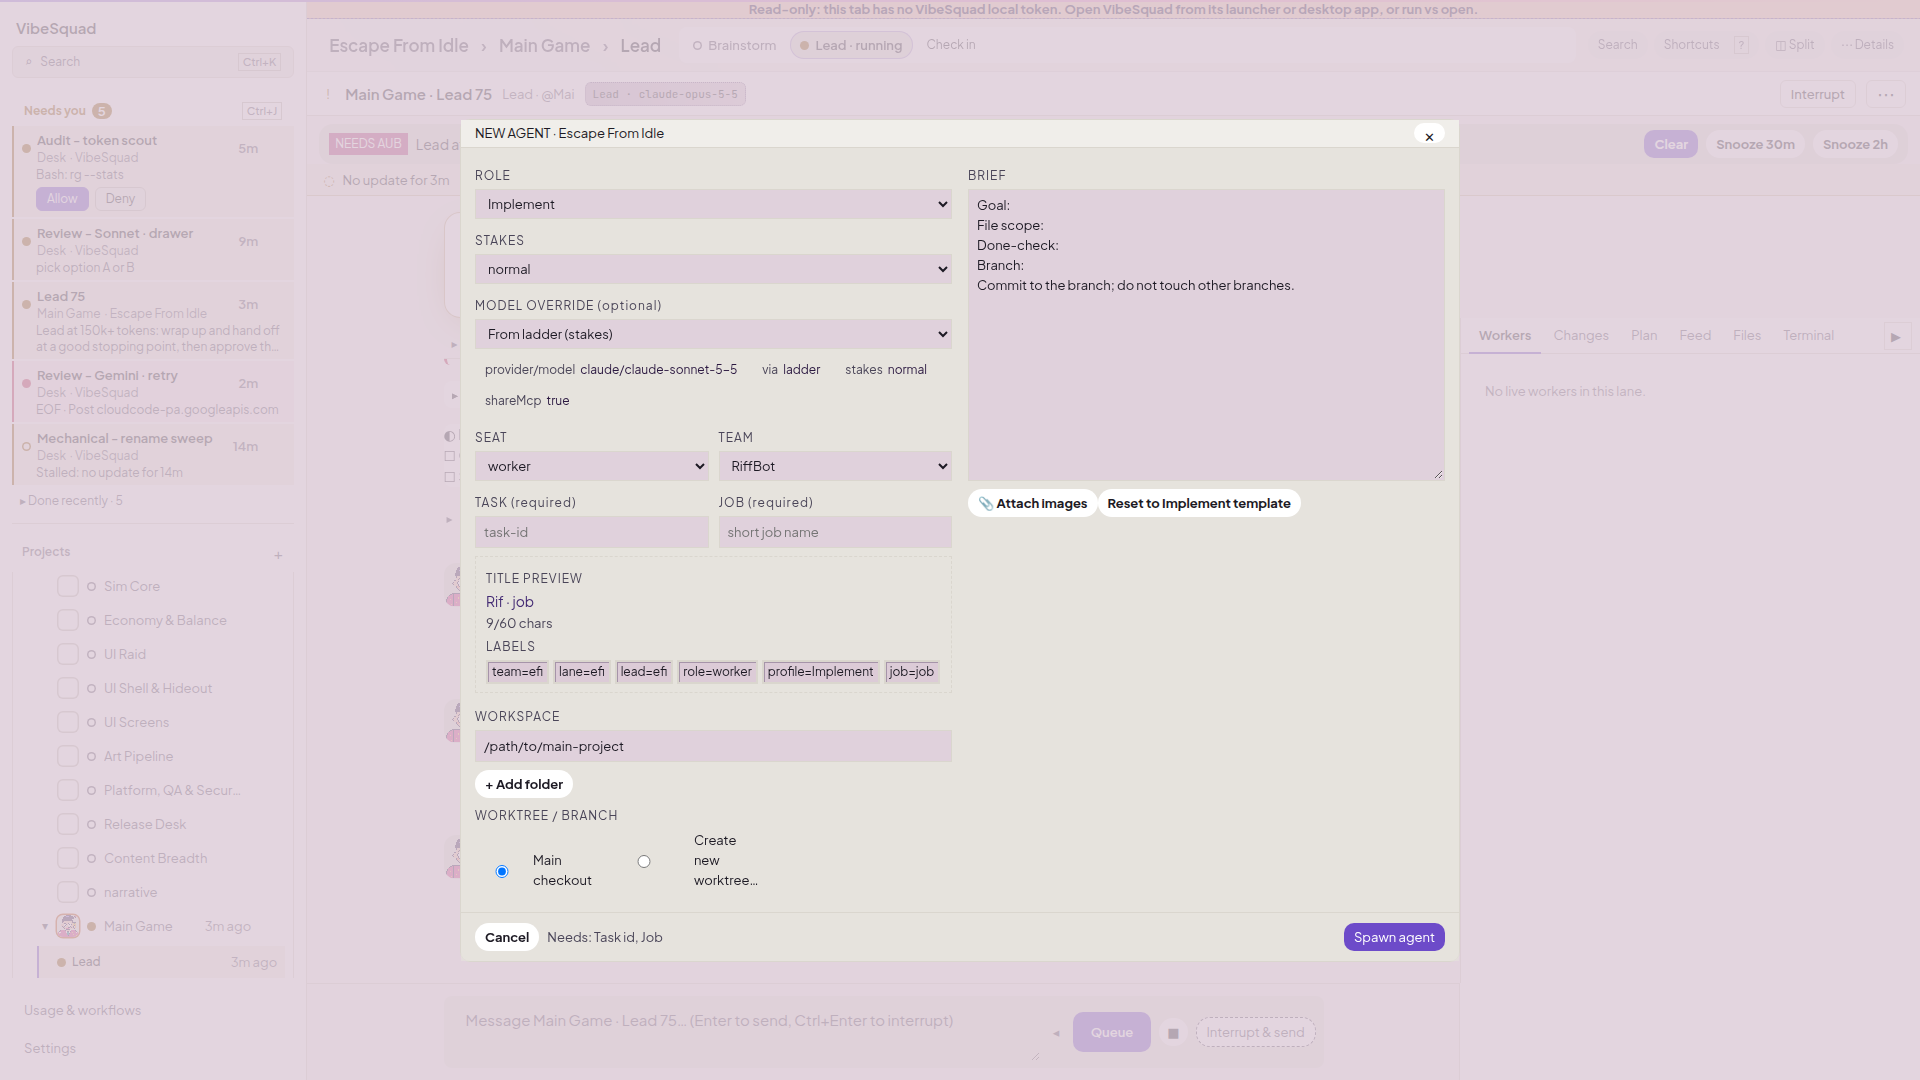 Read-only: this tab has no VibeSquad local token. Open VibeSquad from its launcher or desktop app, or run vs open.
VibeSquad
Search
Ctrl+K
Needs you 5
Ctrl+J
Audit – token scout
5m
Desk · VibeSquad
Bash: rg --stats
Allow
Deny
Review – Sonnet · drawer
9m
Desk · VibeSquad
pick option A or B
Lead 75
3m
Main Game · Escape From Idle
Lead at 150k+ tokens: wrap up and hand off
at a good stopping point, then approve th…
Review – Gemini · retry
2m
Desk · VibeSquad
EOF · Post cloudcode-pa.googleapis.com
Mechanical – rename sweep
14m
Desk · VibeSquad
Stalled: no update for 14m
▸ Done recently · 5
Projects
+
Sim Core
Economy & Balance
UI Raid
UI Shell & Hideout
UI Screens
Art Pipeline
Platform, QA & Secur…
Release Desk
Content Breadth
narrative
Main Game
3m ago
Lead
3m ago
Usage & workflows
Settings
Escape From Idle › Main Game › Lead
Brainstorm
Lead · running
Check in
Search
Shortcuts ?
Split
··· Details
! Main Game · Lead 75
Lead · @Mai
Lead · claude-opus-5-5
Interrupt
···
NEEDS AUB
Lead a
Clear
Snooze 30m
Snooze 2h
No update for 3m
NEW AGENT · Escape From Idle
×
ROLE
Implement
STAKES
normal
MODEL OVERRIDE (optional)
From ladder (stakes)
provider/model claude/claude-sonnet-5-5 via ladder stakes normal
shareMcp true
SEAT
TEAM
worker
RiffBot
TASK (required)
JOB (required)
task-id
short job name
TITLE PREVIEW
Rif · job
9/60 chars
LABELS
team=efi lane=efi lead=efi role=worker profile=Implement job=job
WORKSPACE
/path/to/main-project
+ Add folder
WORKTREE / BRANCH
Main
checkout
Create
new
worktree…
Cancel
Needs: Task id, Job
Spawn agent
BRIEF
Goal:
File scope:
Done-check:
Branch:
Commit to the branch; do not touch other branches.
📎 Attach images
Reset to Implement template
Workers
Changes
Plan
Feed
Files
Terminal
▶
No live workers in this lane.
Message Main Game · Lead 75… (Enter to send, Ctrl+Enter to interrupt)
Queue
Interrupt & send